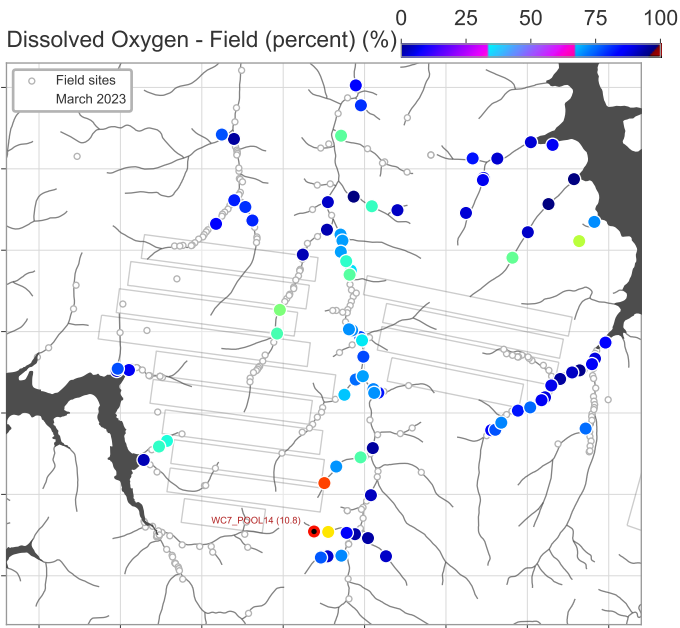 0 25 50 75 100
Dissolved Oxygen - Field (percent) (%)
Field sites
March 2023
WC7_POOL14 (10.8)